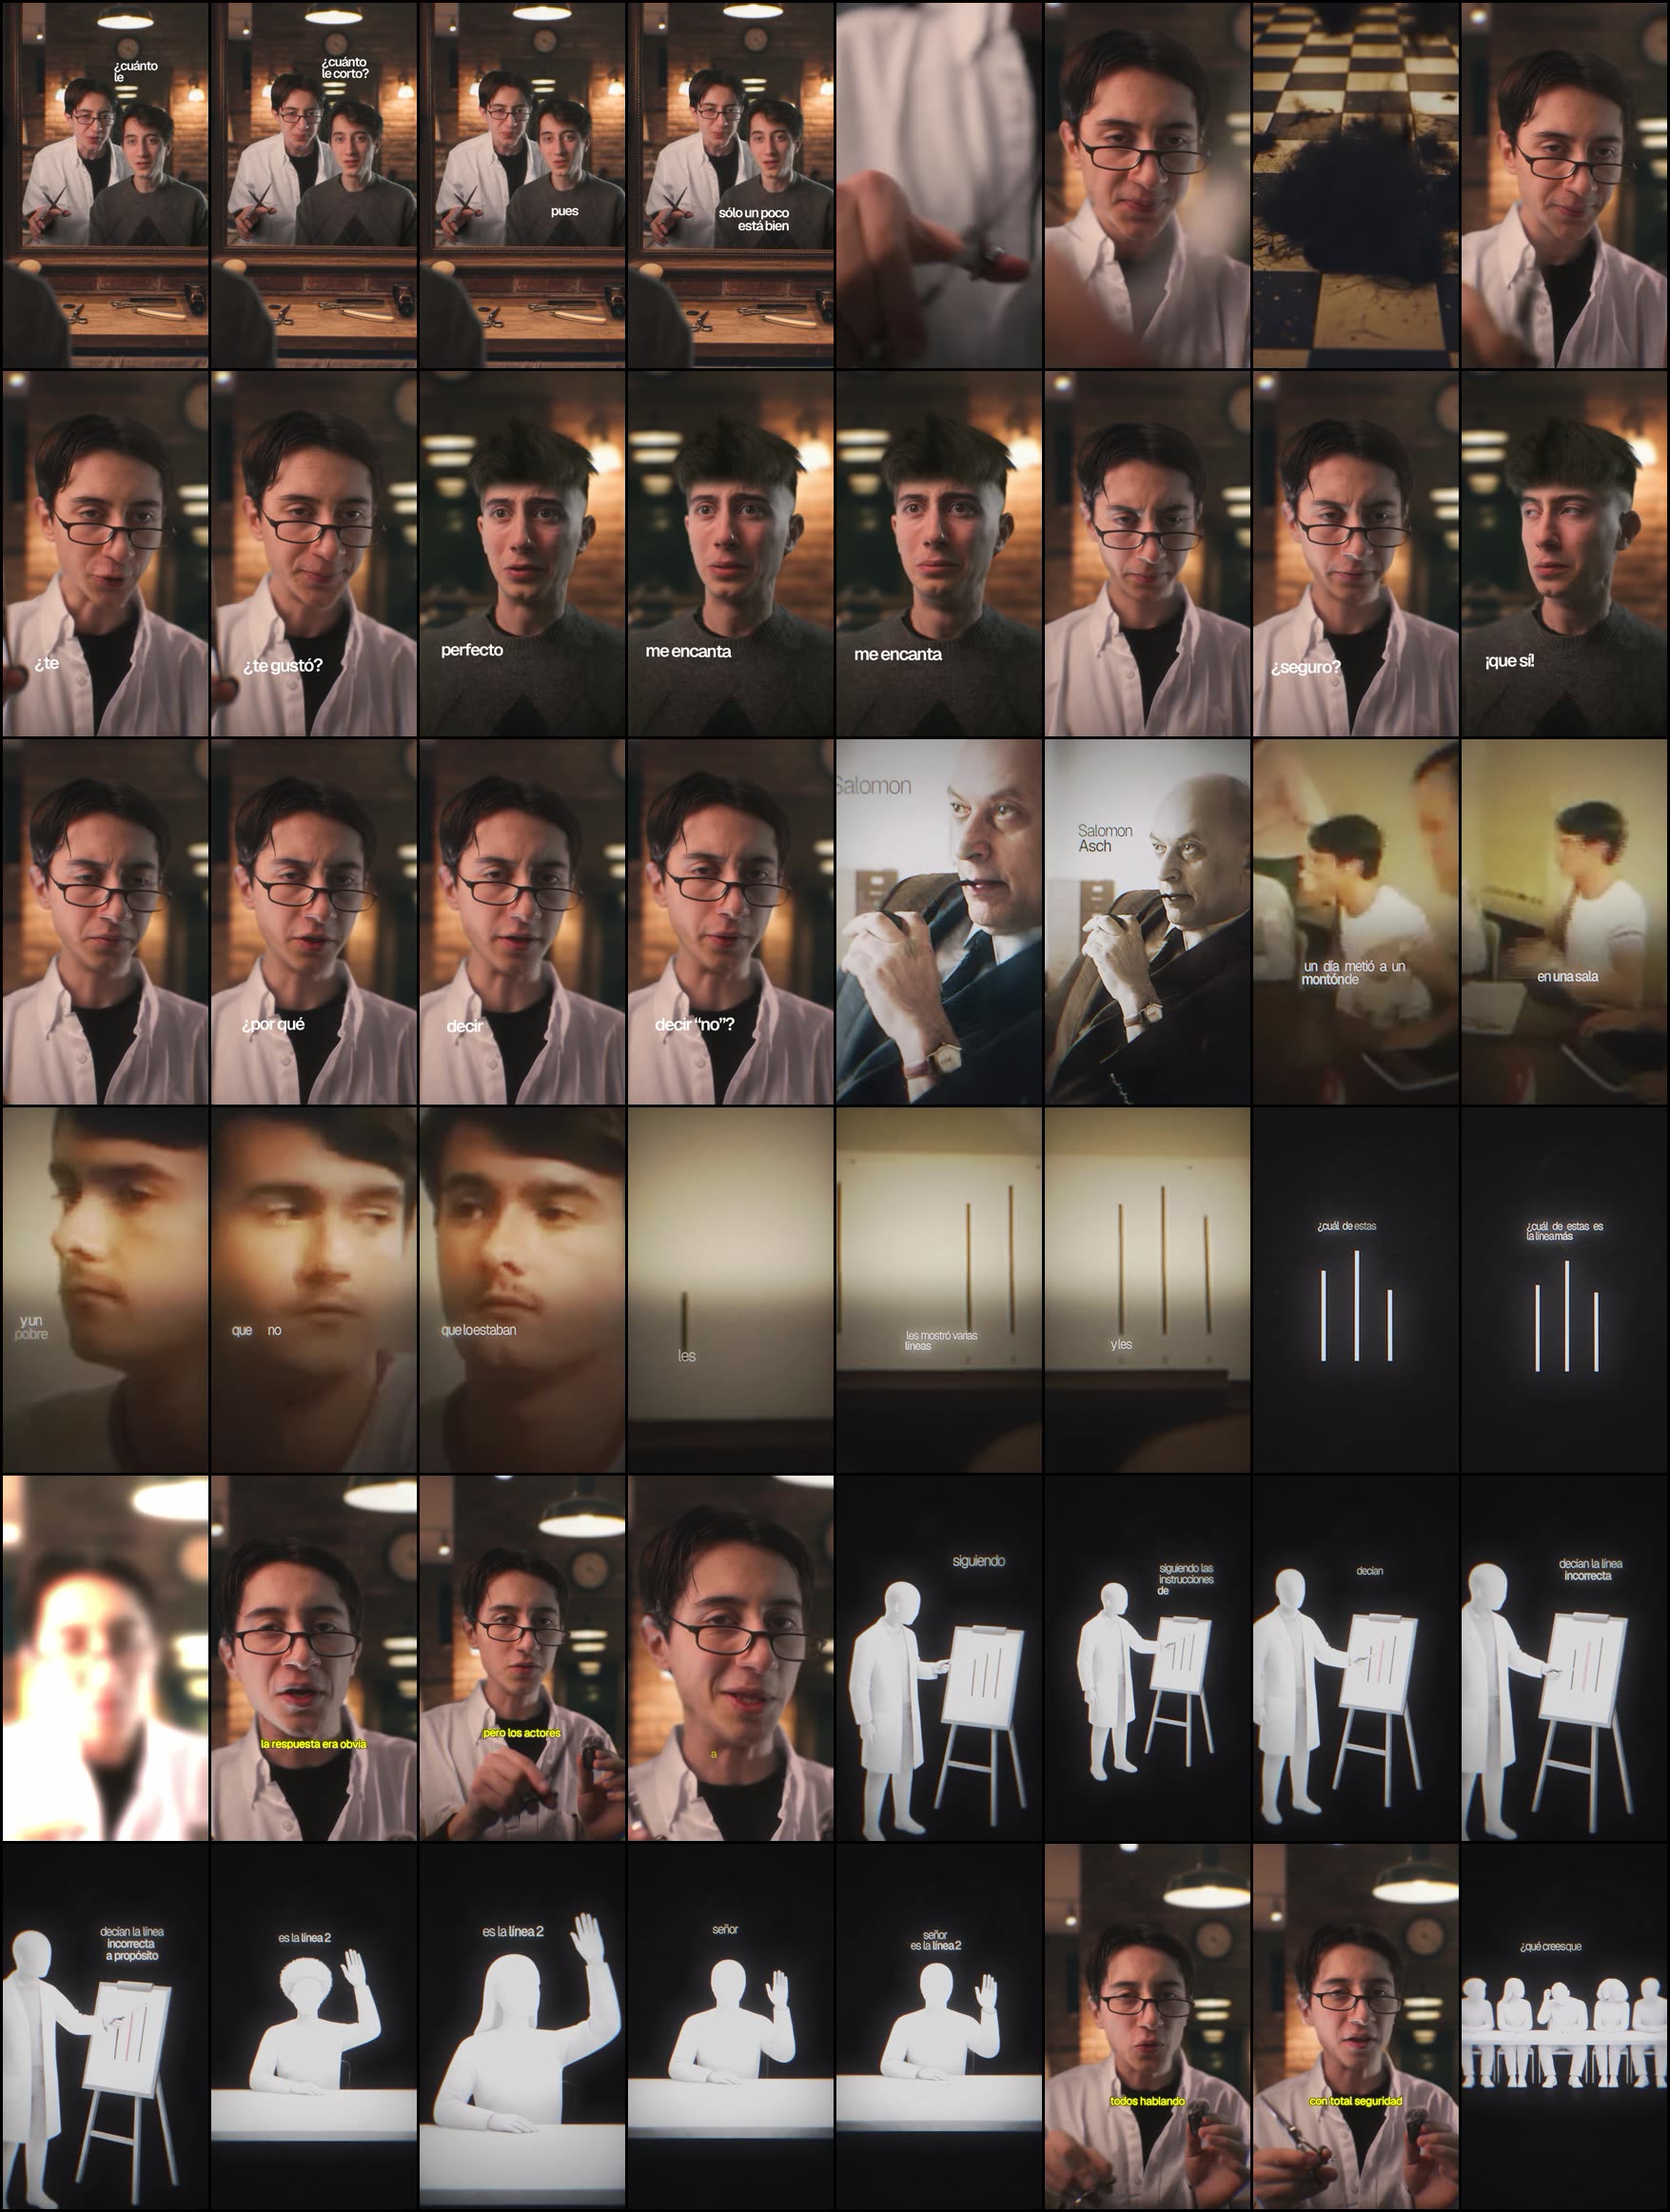 ¿cuánto
le
¿cuánto
le corto?
pues
sólo un poco
está bien
¿te
¿te gustó?
perfecto
me encanta
me encanta
¿seguro?
¡que sí!
¿por qué
decir
decir “no”?
Salomon
Salomon
Asch
un día metió a un
montón de
en una sala
y un
pobre
que no
que lo estaban
les
les mostró varias
líneas
y les
¿cuál de estas
¿cuál de estas es
la línea más
la respuesta era obvia
pero los actores
a
siguiendo
siguiendo las
instrucciones
de
decían
decían la línea
incorrecta
decían la línea
incorrecta
a propósito
es la línea 2
es la línea 2
señor
señor
es la línea 2
todos hablando
con total seguridad
¿qué crees que